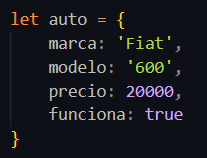 let auto = {
    marca: 'Fiat',
    modelo: '600',
    precio: 20000,
    funciona: true
}